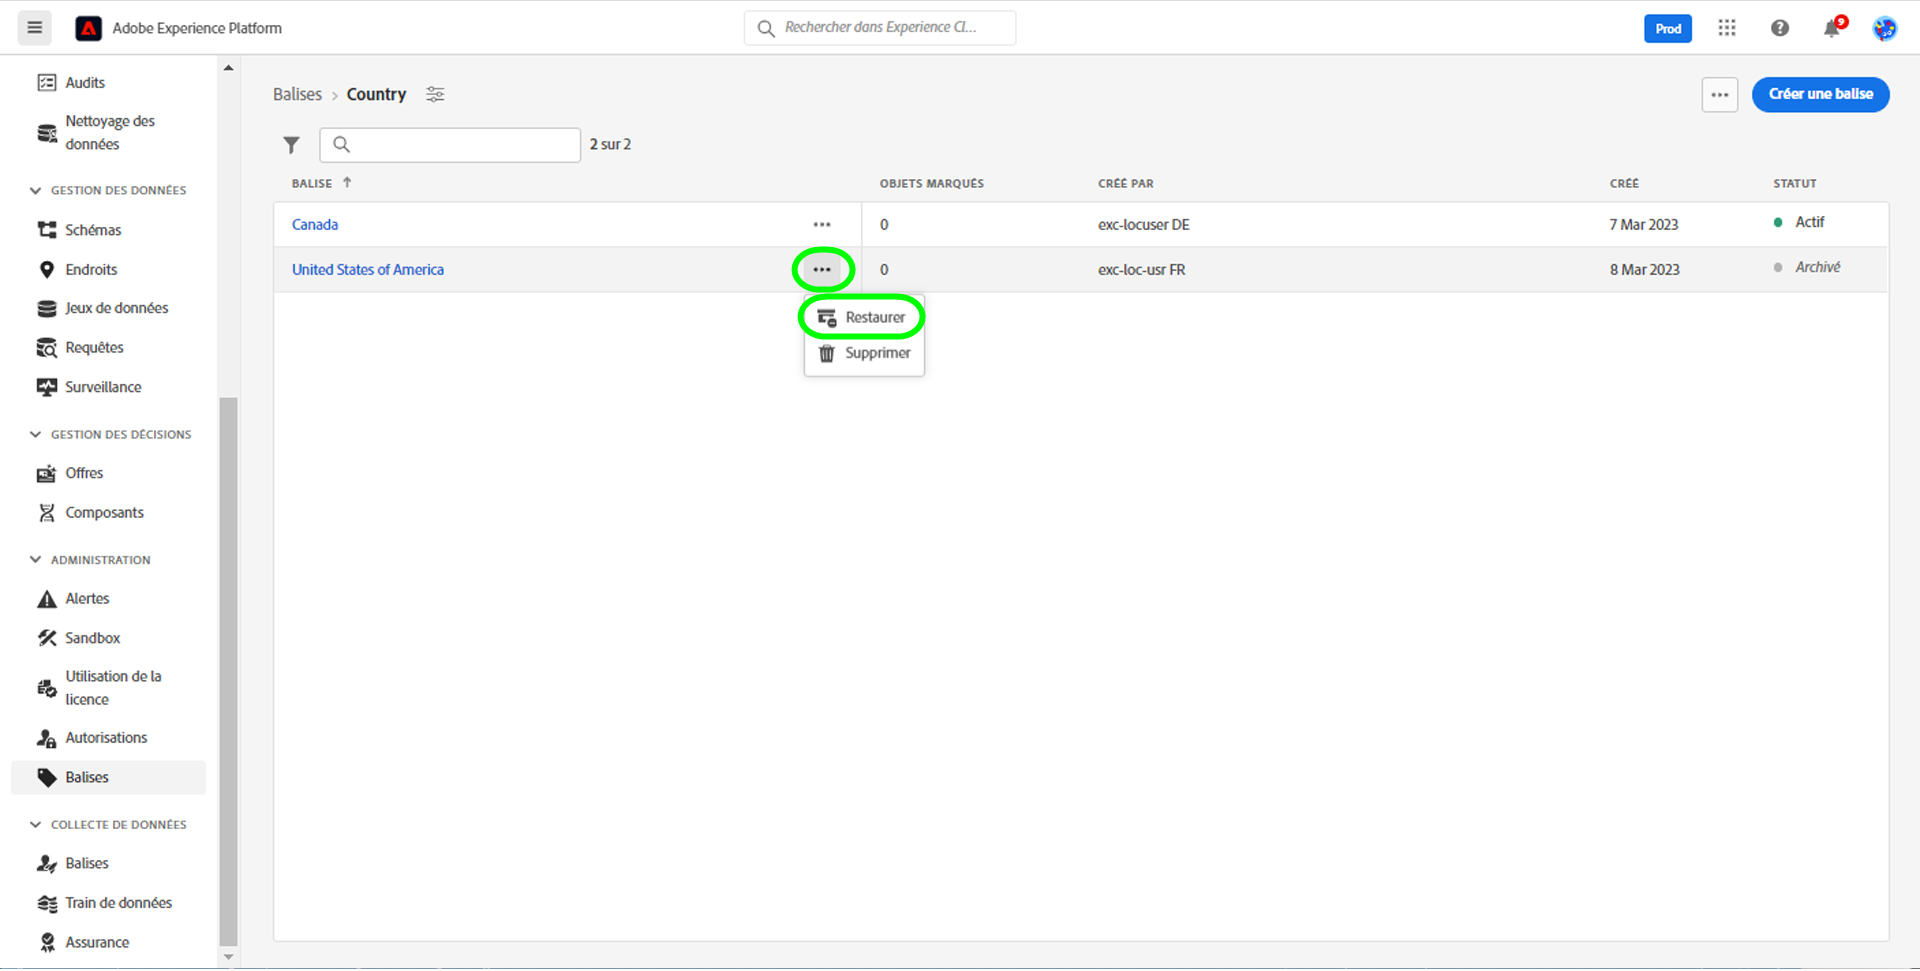 Adobe Experience Platform
Rechercher dans Experience Cl...
Prod
9
Audits
Nettoyage des
données
GESTION DES DONNÉES
Schémas
Endroits
Jeux de données
Requêtes
Surveillance
GESTION DES DÉCISIONS
Offres
Composants
ADMINISTRATION
Alertes
Sandbox
Utilisation de la
licence
Autorisations
Balises
COLLECTE DE DONNÉES
Balises
Train de données
Assurance
Balises > Country
Créer une balise
2 sur 2
BALISE OBJETS MARQUÉS CRÉÉ PAR CRÉÉ STATUT
Canada 0 exc-locuser DE 7 Mar 2023 Actif
United States of America 0 exc-loc-usr FR 8 Mar 2023 Archivé
Restaurer
Supprimer